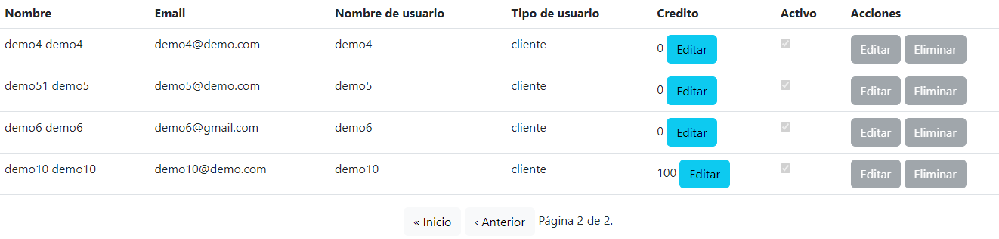 Nombre Email Nombre de usuario Tipo de usuario Credito Activo Acciones
demo4 demo4 demo4@demo.com demo4 cliente 0 Editar Editar Eliminar
demo51 demo5 demo5@demo.com demo5 cliente 0 Editar Editar Eliminar
demo6 demo6 demo6@gmail.com demo6 cliente 0 Editar Editar Eliminar
demo10 demo10 demo10@demo.com demo10 cliente 100 Editar Editar Eliminar
« Inicio ‹ Anterior Página 2 de 2.